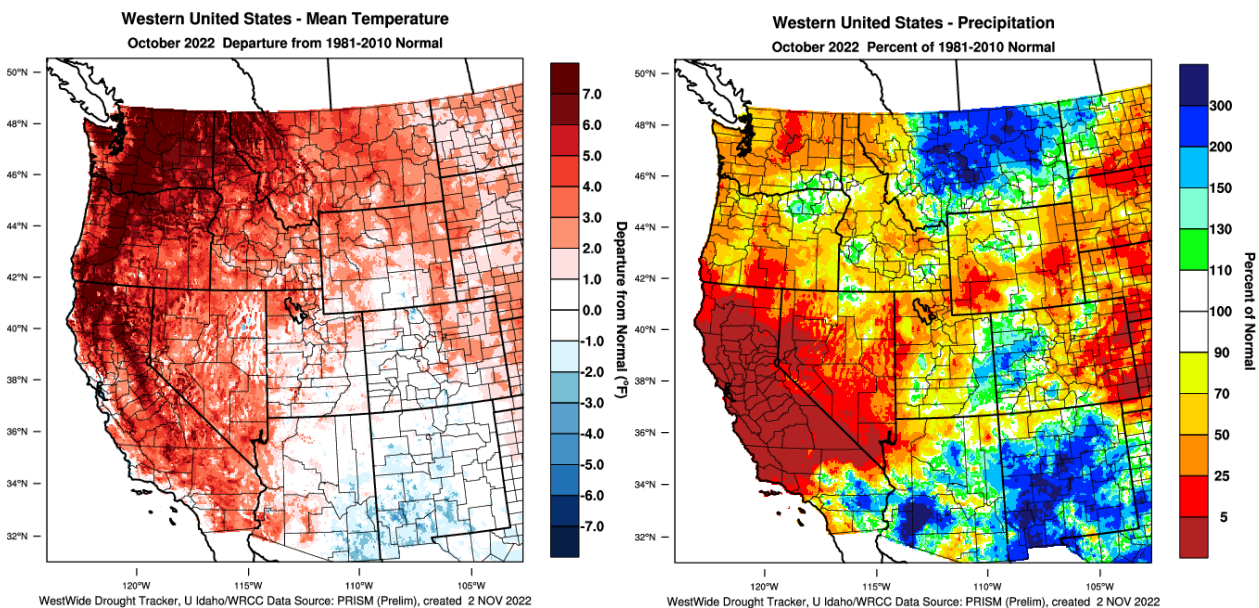 Western United States - Mean Temperature
October 2022 Departure from 1981-2010 Normal
50°N
48°N
46°N
44°N
42°N
40°N
38°N
36°N
34°N
32°N
120°W
115°W
110°W
105°W
7.0
6.0
5.0
4.0
3.0
2.0
1.0
0.0
-1.0
-2.0
-3.0
-4.0
-5.0
-6.0
-7.0
Departure from Normal (°F)
WestWide Drought Tracker, U Idaho/WRCC Data Source: PRISM (Prelim), created 2 NOV 2022
Western United States - Precipitation
October 2022 Percent of 1981-2010 Normal
50°N
48°N
46°N
44°N
42°N
40°N
38°N
36°N
34°N
32°N
120°W
115°W
110°W
105°W
300
200
150
130
110
100
90
70
50
25
5
Percent of Normal
WestWide Drought Tracker, U Idaho/WRCC Data Source: PRISM (Prelim), created 2 NOV 2022